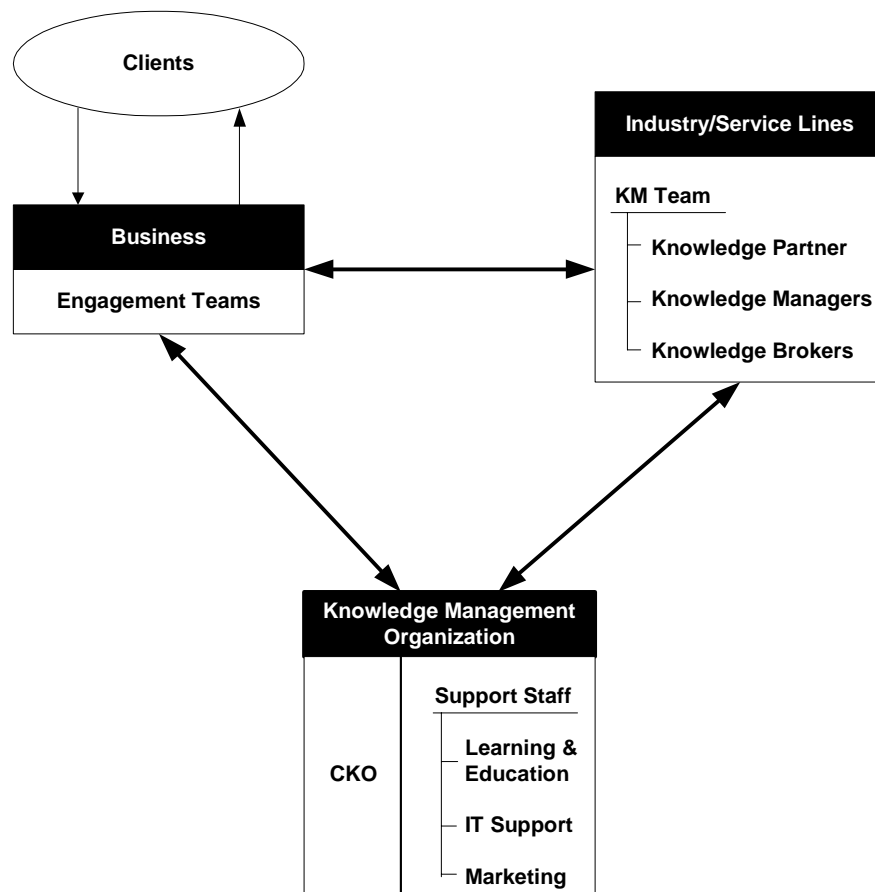 Clients
Industry/Service Lines
KM Team
Knowledge Partner
Knowledge Managers
Knowledge Brokers
Business
Engagement Teams
Knowledge Management
Organization
CKO
Support Staff
Learning &
Education
IT Support
Marketing